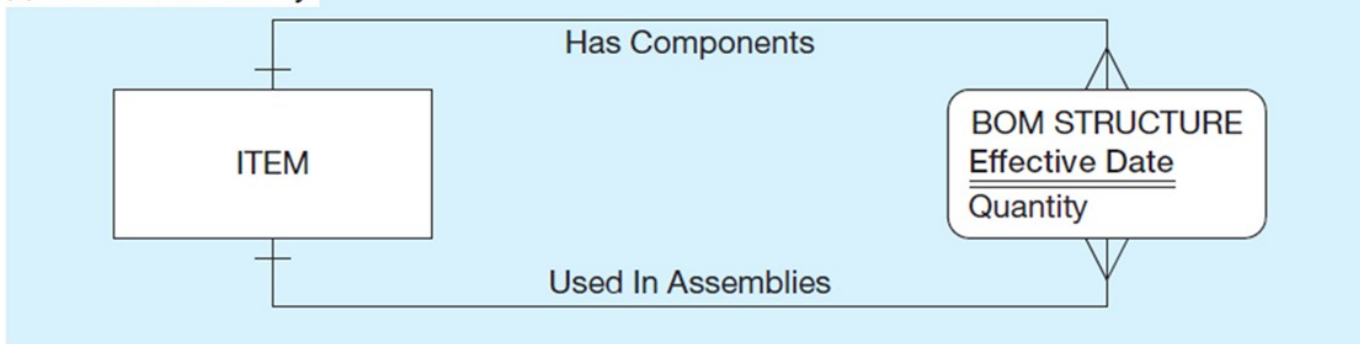 Has Components
ITEM
BOM STRUCTURE
Effective Date
Quantity
Used In Assemblies